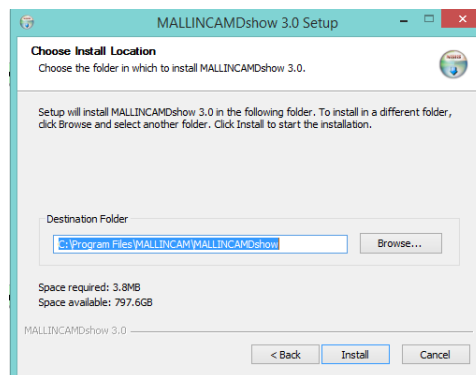 MALLINCAMDshow 3.0 Setup
Choose Install Location
Choose the folder in which to install MALLINCAMDshow 3.0.
Setup will install MALLINCAMDshow 3.0 in the following folder. To install in a different folder,
click Browse and select another folder. Click Install to start the installation.
Destination Folder
C:\Program Files\MALLINCAM\MALLINCAMDshow
Browse...
Space required: 3.8MB
Space available: 797.6GB
MALLINCAMDshow 3.0
< Back
Install
Cancel